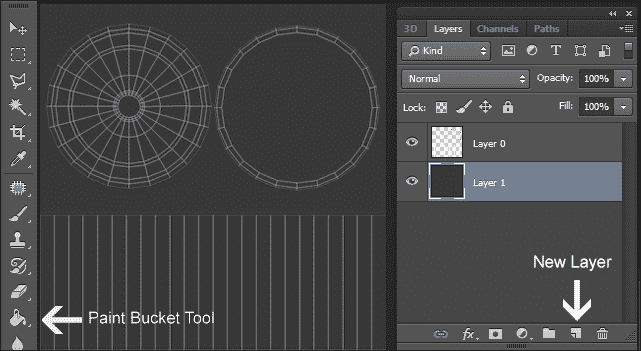 3D Layers Channels Paths
Kind
Normal Opacity: 100%
Lock: Fill: 100%
Layer 0
Layer 1
New Layer
Paint Bucket Tool
fx